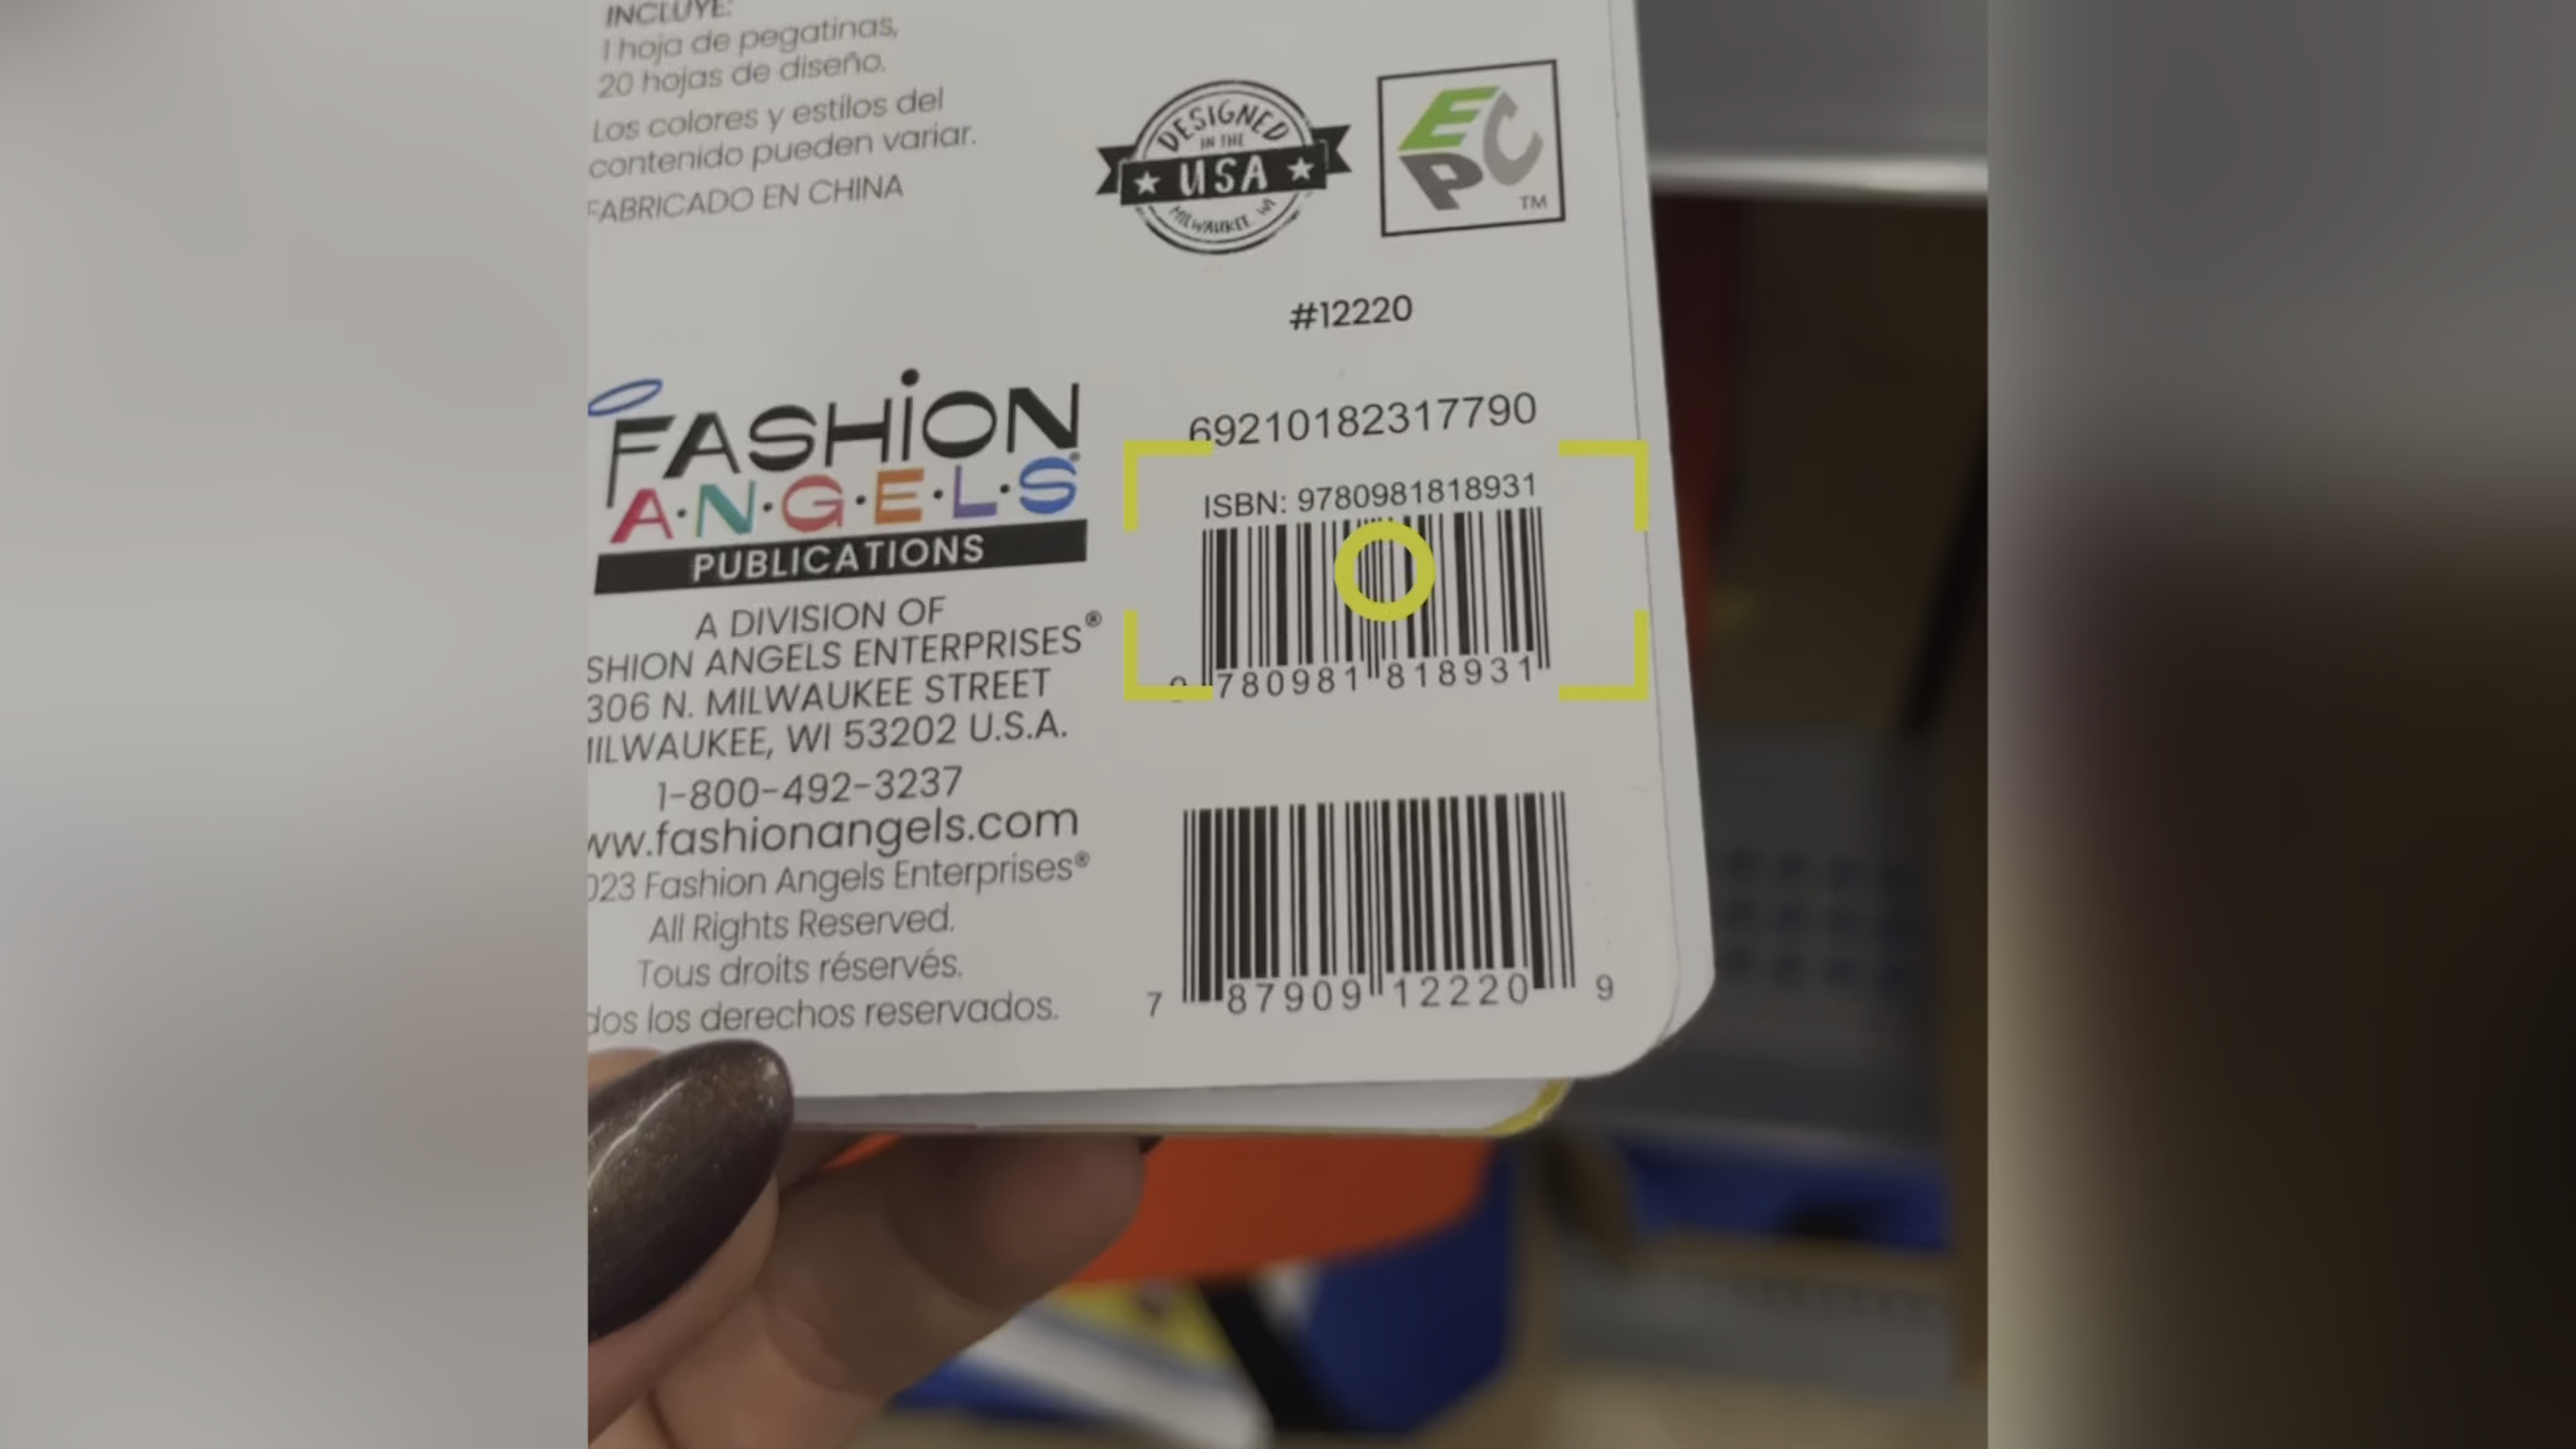 INCLUYE:
1 hoja de pegatinas,
20 hojas de diseño.
Los colores y estilos del
contenido pueden variar.
FABRICADO EN CHINA
DESIGNED
IN THE
USA
MILWAUKEE, WI
EPC
TM
#12220
69210182317790
FASHION
A·N·G·E·L·S®
PUBLICATIONS
A DIVISION OF
SHION ANGELS ENTERPRISES®
306 N. MILWAUKEE STREET
MILWAUKEE, WI 53202 U.S.A.
1-800-492-3237
ww.fashionangels.com
023 Fashion Angels Enterprises®
All Rights Reserved.
Tous droits réservés.
dos los derechos reservados.
ISBN: 9780981818931
9 780981 818931
7 87909 12220 9